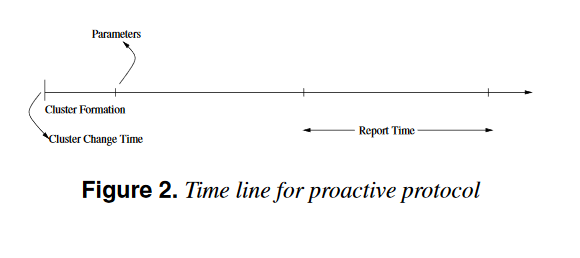 Parameters
Cluster Formation
Cluster Change Time
Report Time
Figure 2. Time line for proactive protocol